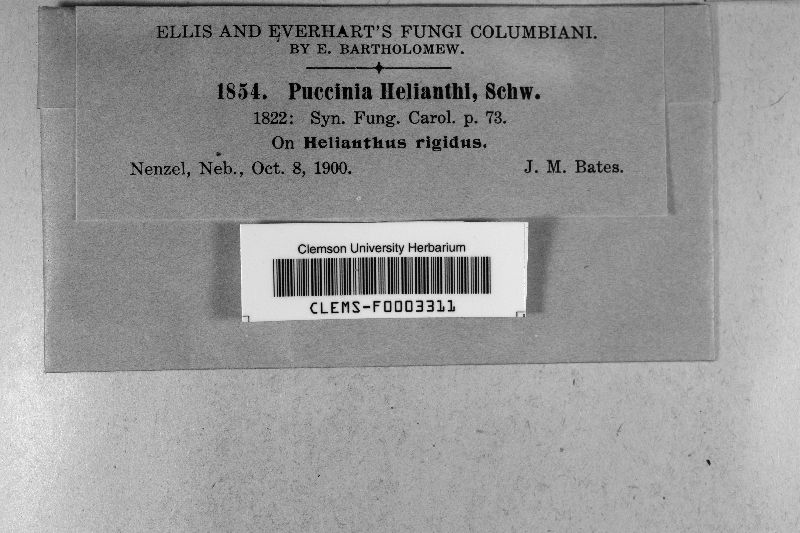 ELLIS AND EVERHART'S FUNGI COLUMBIANI.
BY E. BARTHOLOMEW.
1854. Puccinia Helianthi, Schw.
1822: Syn. Fung. Carol. p. 73.
On Helianthus rigidus.
Nenzel, Neb., Oct. 8, 1900. J. M. Bates.
Clemson University Herbarium
CLEMS-F0003311